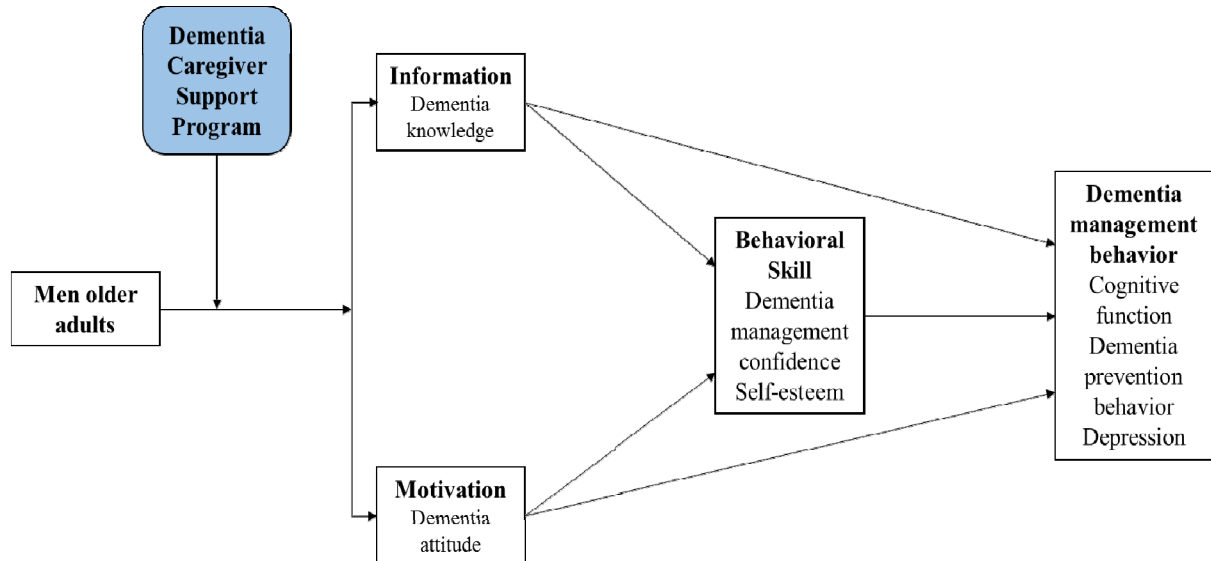 Dementia
Caregiver
Support
Program
Men older
adults
Information
Dementia
knowledge
Motivation
Dementia
attitude
Behavioral
Skill
Dementia
management
confidence
Self-esteem
Dementia
management
behavior
Cognitive
function
Dementia
prevention
behavior
Depression